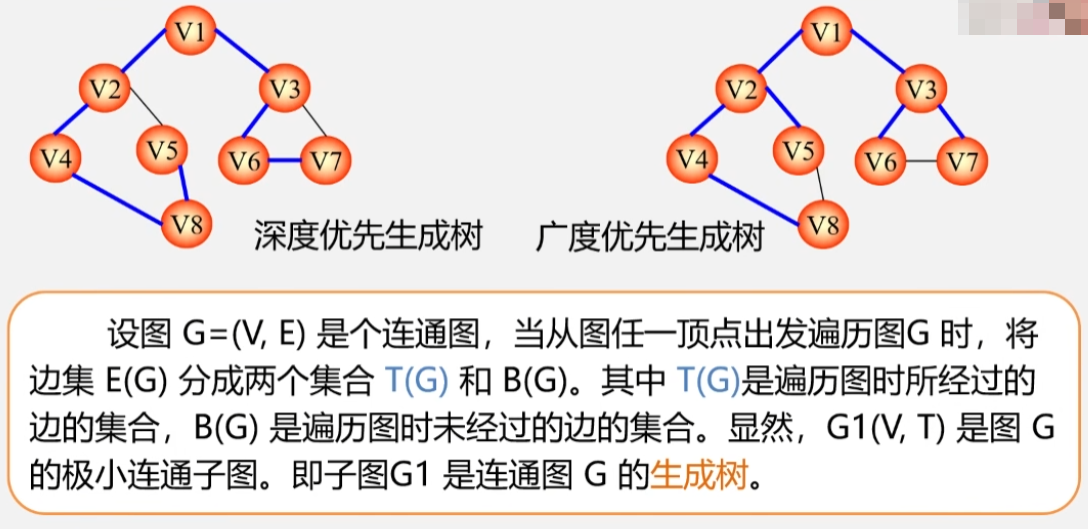 V1 V1
V2 V3 V2 V3
V4 V5 V6 V7 V4 V5 V6 V7
V8 深度优先生成树 广度优先生成树 V8
设图 G=(V, E) 是个连通图，当从图任一顶点出发遍历图G 时，将
边集 E(G) 分成两个集合 T(G) 和 B(G)。其中 T(G)是遍历图时所经过的
边的集合，B(G) 是遍历图时未经过的边的集合。显然，G1(V, T) 是图 G
的极小连通子图。即子图G1 是连通图 G 的生成树。